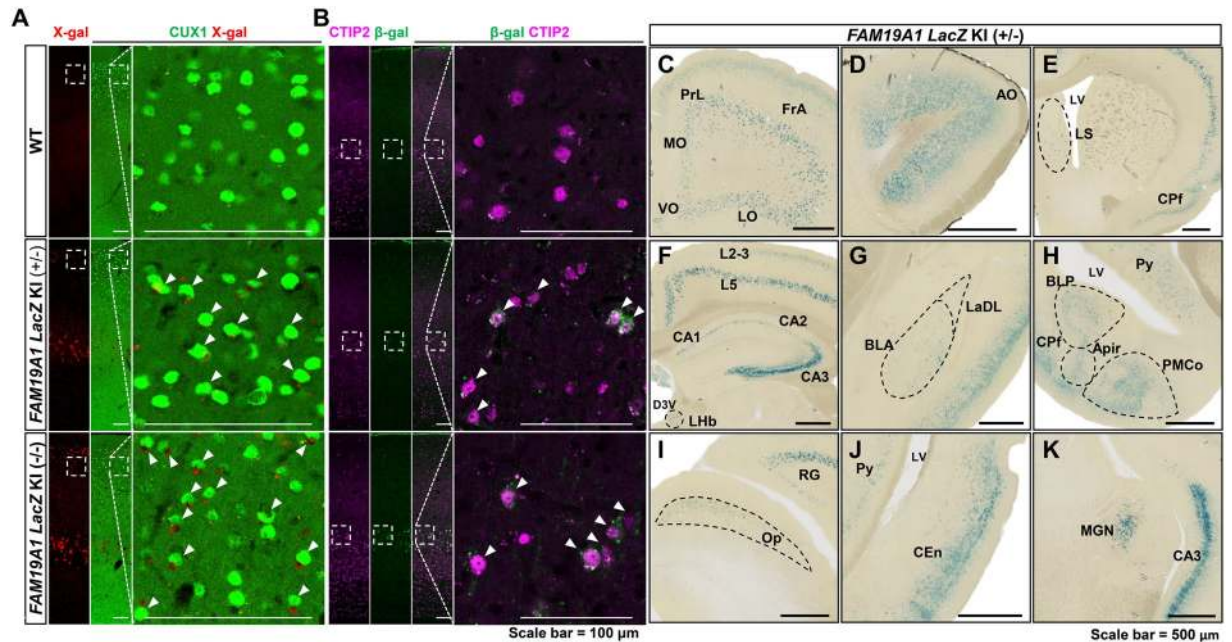 A
X-gal
CUX1 X-gal
B
CTIP2 β-gal
β-gal CTIP2
FAM19A1 LacZ KI (+/-)
WT
FAM19A1 LacZ KI (+/-)
FAM19A1 LacZ KI (-/-)
C
PrL
FrA
MO
VO
LO
D
AO
E
LV
LS
CPf
F
L2-3
L5
CA1
CA2
CA3
D3V
LHb
G
LaDL
BLA
H
LV
Py
BLP
CPf
Apir
PMCo
I
RG
Op
J
Py
LV
CEn
K
MGN
CA3
Scale bar = 100 µm
Scale bar = 500 µm